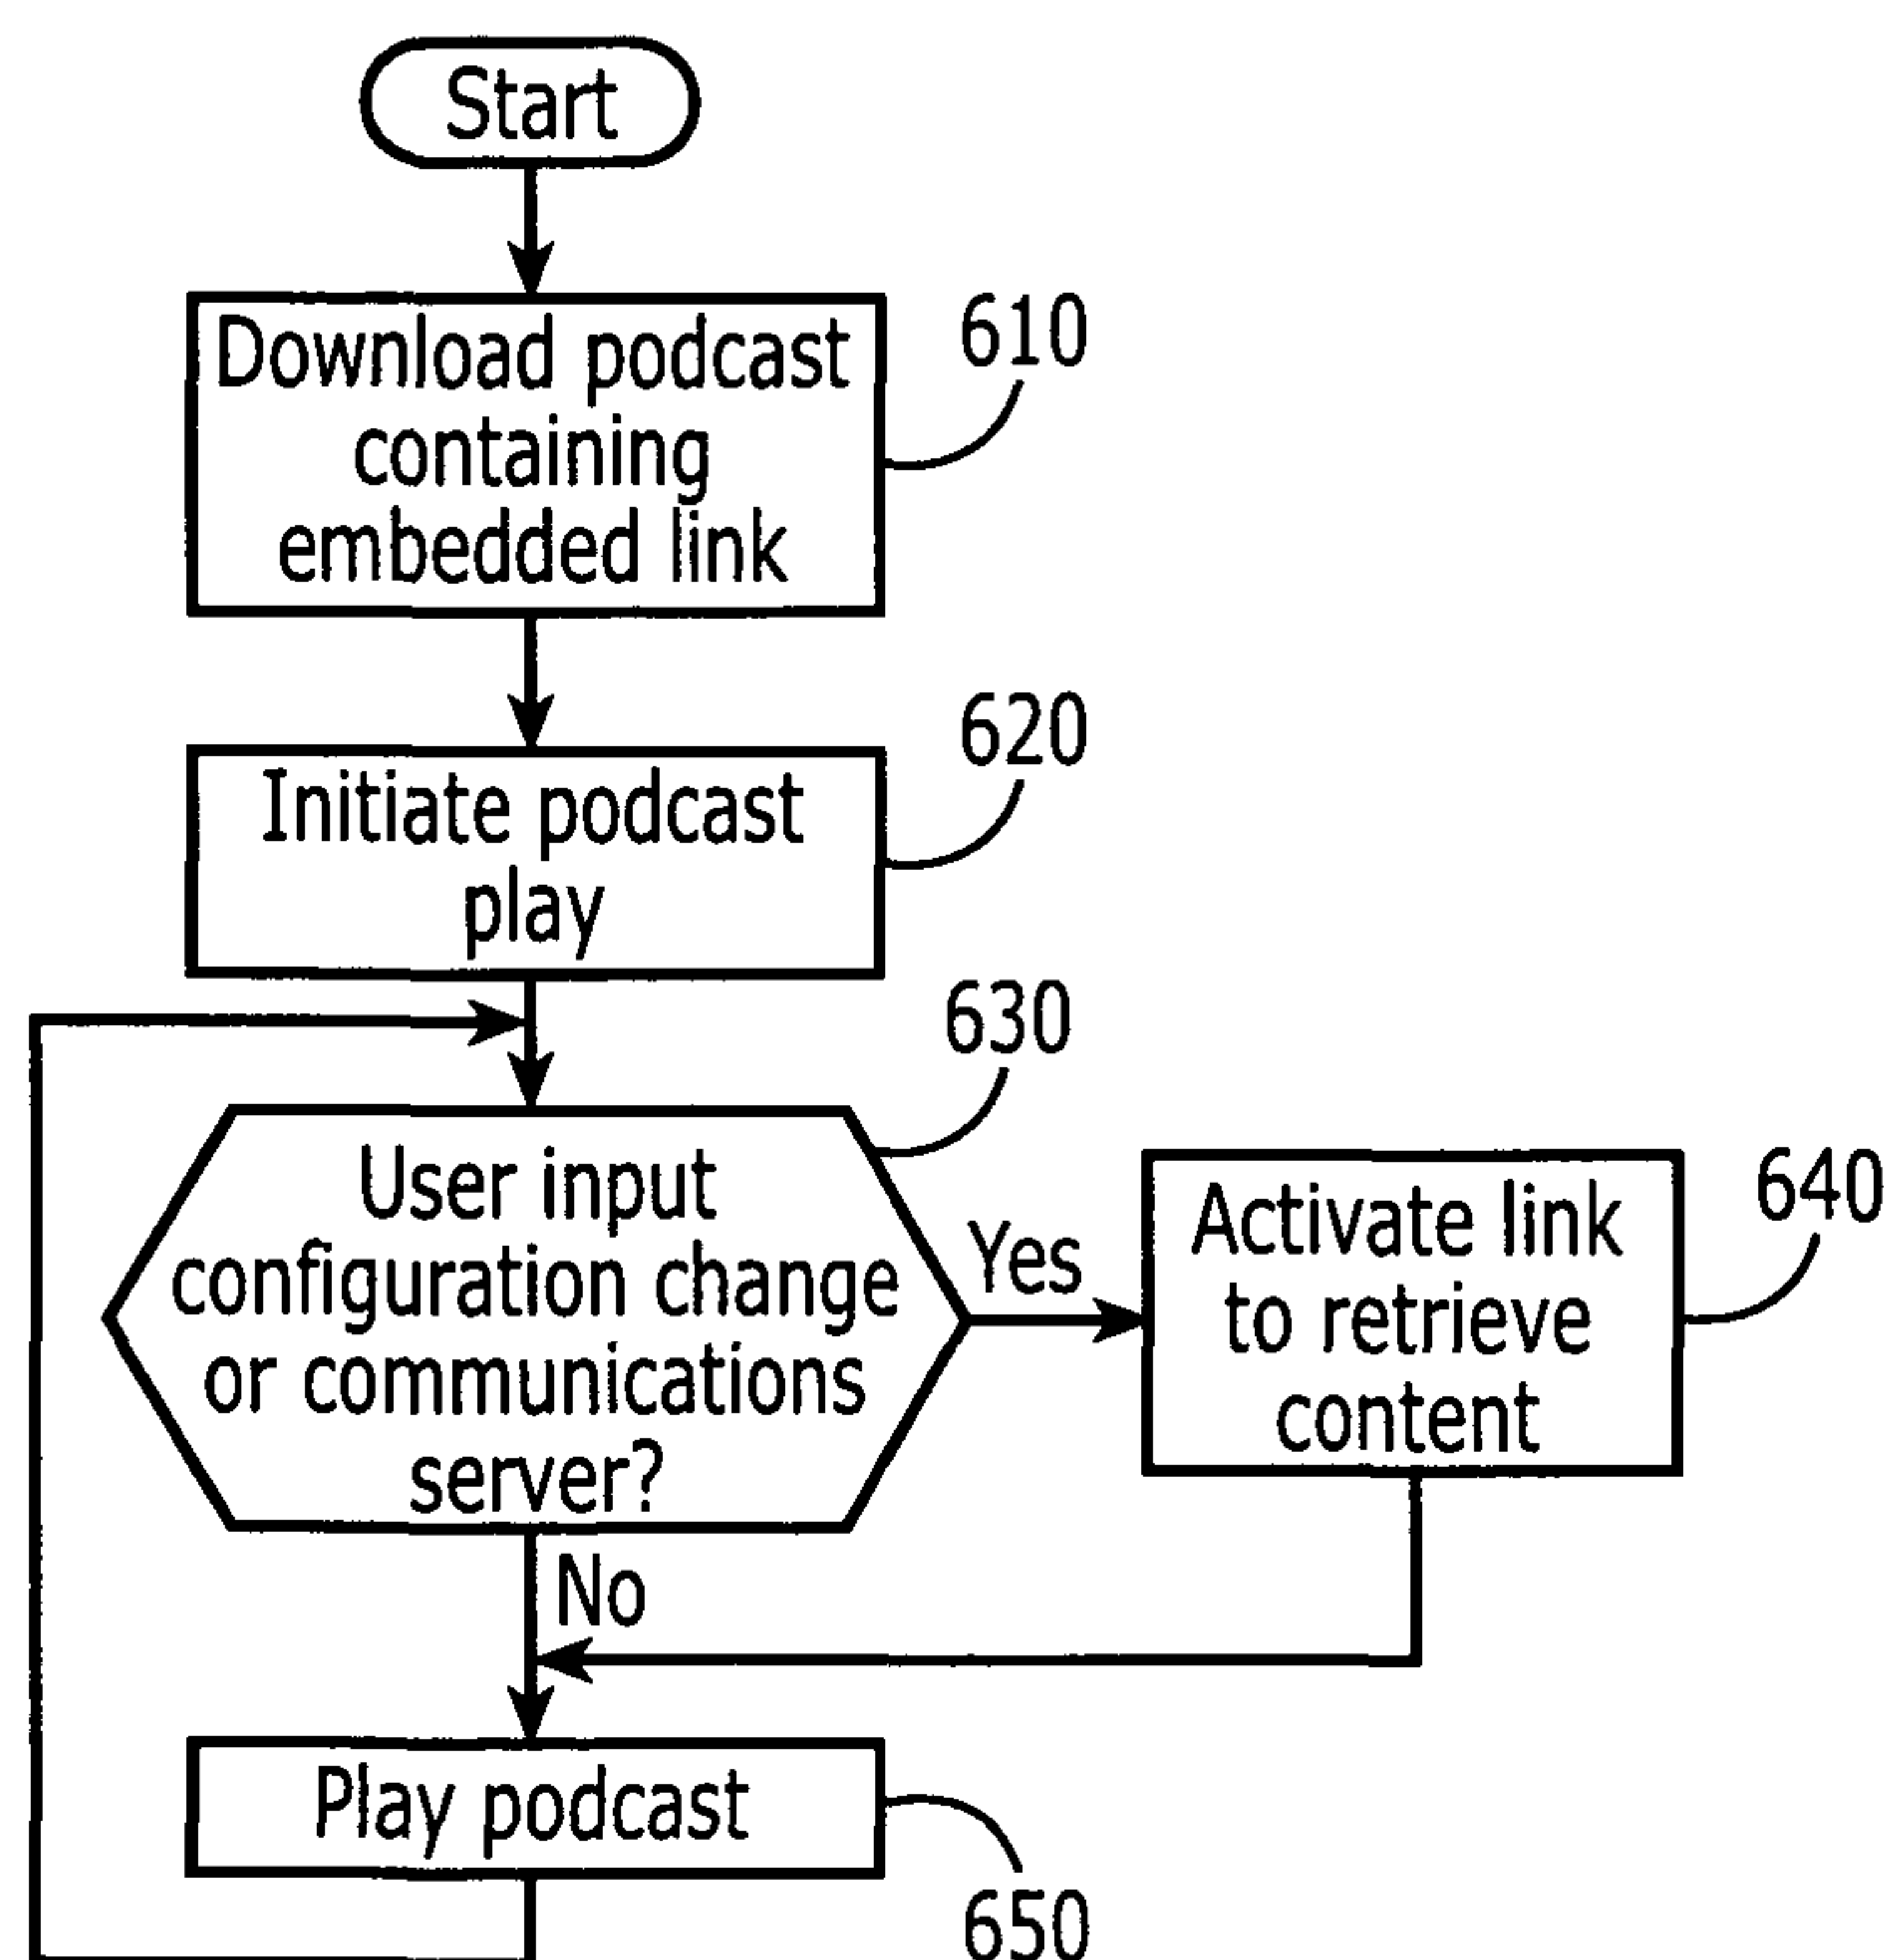 Start
Download podcast
containing
embedded link
610
Initiate podcast
play
620
User input
configuration change
or communications
server?
630
Yes
Activate link
to retrieve
content
640
No
Play podcast
650